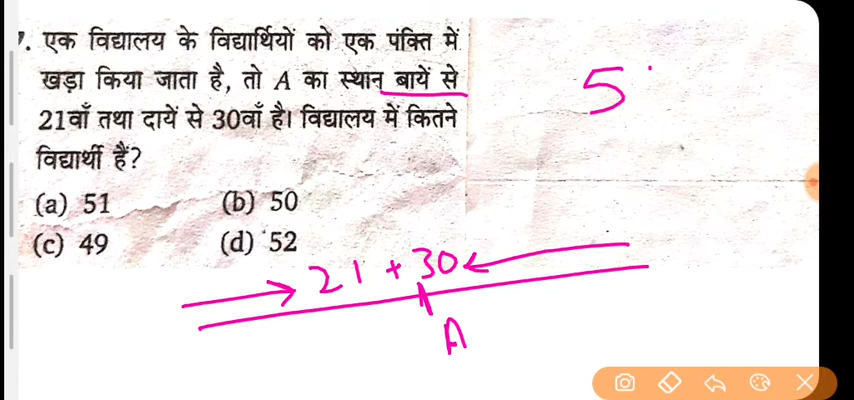 7. एक विद्यालय के विद्यार्थियों को एक पंक्ति में
खड़ा किया जाता है, तो A का स्थान बायें से
21वाँ तथा दायें से 30वाँ है। विद्यालय में कितने
विद्यार्थी हैं?
(a) 51 (b) 50
(c) 49 (d) 52
5
21 + 30
A